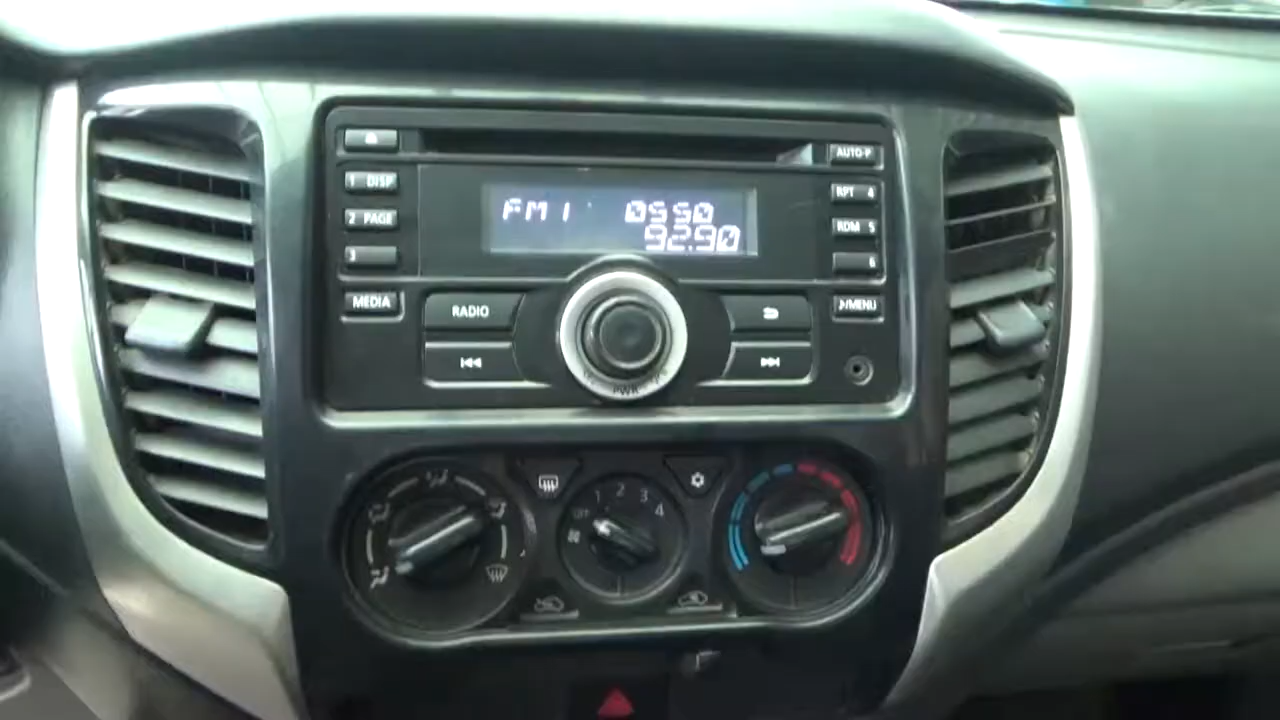 AUTO-P
1 DISP
RPT 4
FM1 0550
2 PAGE
RDM 5
92.90
3
6
MEDIA
RADIO
♪/MENU
PWR
1 2 3 4
OFF